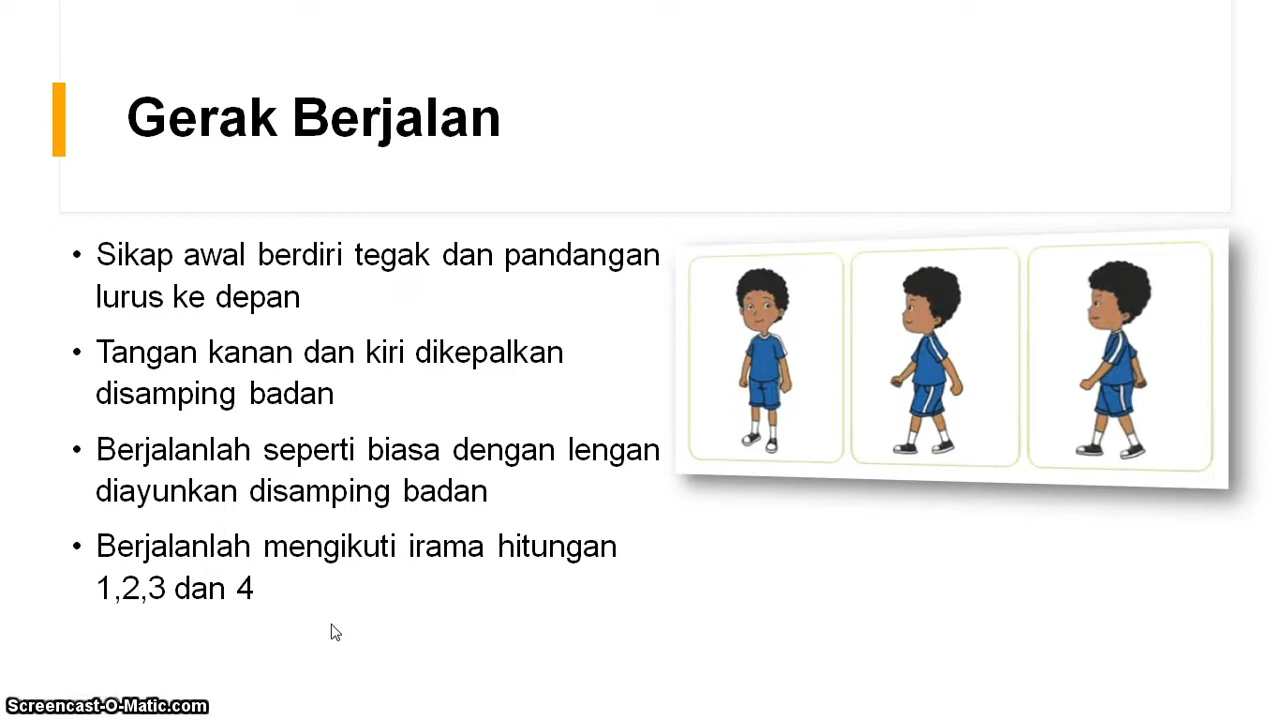 Gerak Berjalan
• Sikap awal berdiri tegak dan pandangan
lurus ke depan
• Tangan kanan dan kiri dikepalkan
disamping badan
• Berjalanlah seperti biasa dengan lengan
diayunkan disamping badan
• Berjalanlah mengikuti irama hitungan
1,2,3 dan 4
Screencast-O-Matic.com